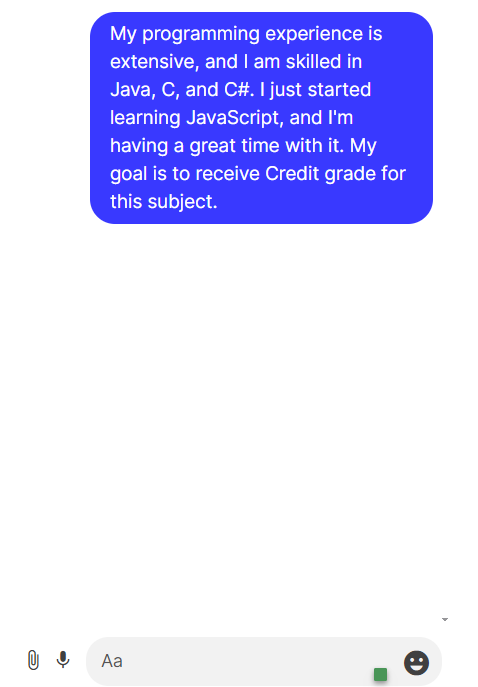 My programming experience is
extensive, and I am skilled in
Java, C, and C#. I just started
learning JavaScript, and I'm
having a great time with it. My
goal is to receive Credit grade for
this subject.
Aa